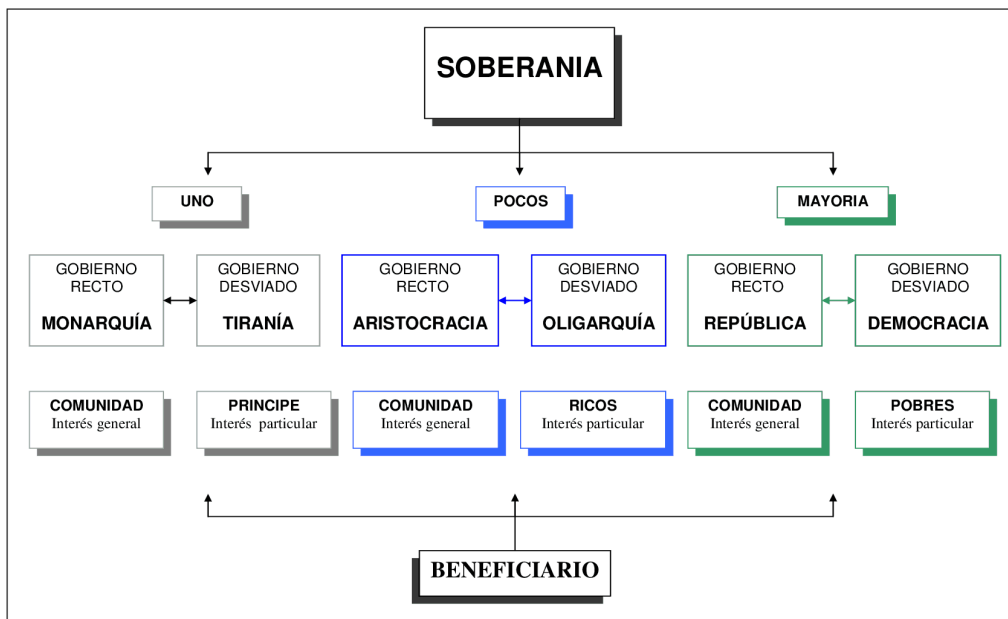 SOBERANIA
UNO
POCOS
MAYORIA
GOBIERNO
RECTO
MONARQUÍA
GOBIERNO
DESVIADO
TIRANÍA
GOBIERNO
RECTO
ARISTOCRACIA
GOBIERNO
DESVIADO
OLIGARQUÍA
GOBIERNO
RECTO
REPÚBLICA
GOBIERNO
DESVIADO
DEMOCRACIA
COMUNIDAD
Interés general
PRINCIPE
Interés particular
COMUNIDAD
Interés general
RICOS
Interés particular
COMUNIDAD
Interés general
POBRES
Interés particular
BENEFICIARIO